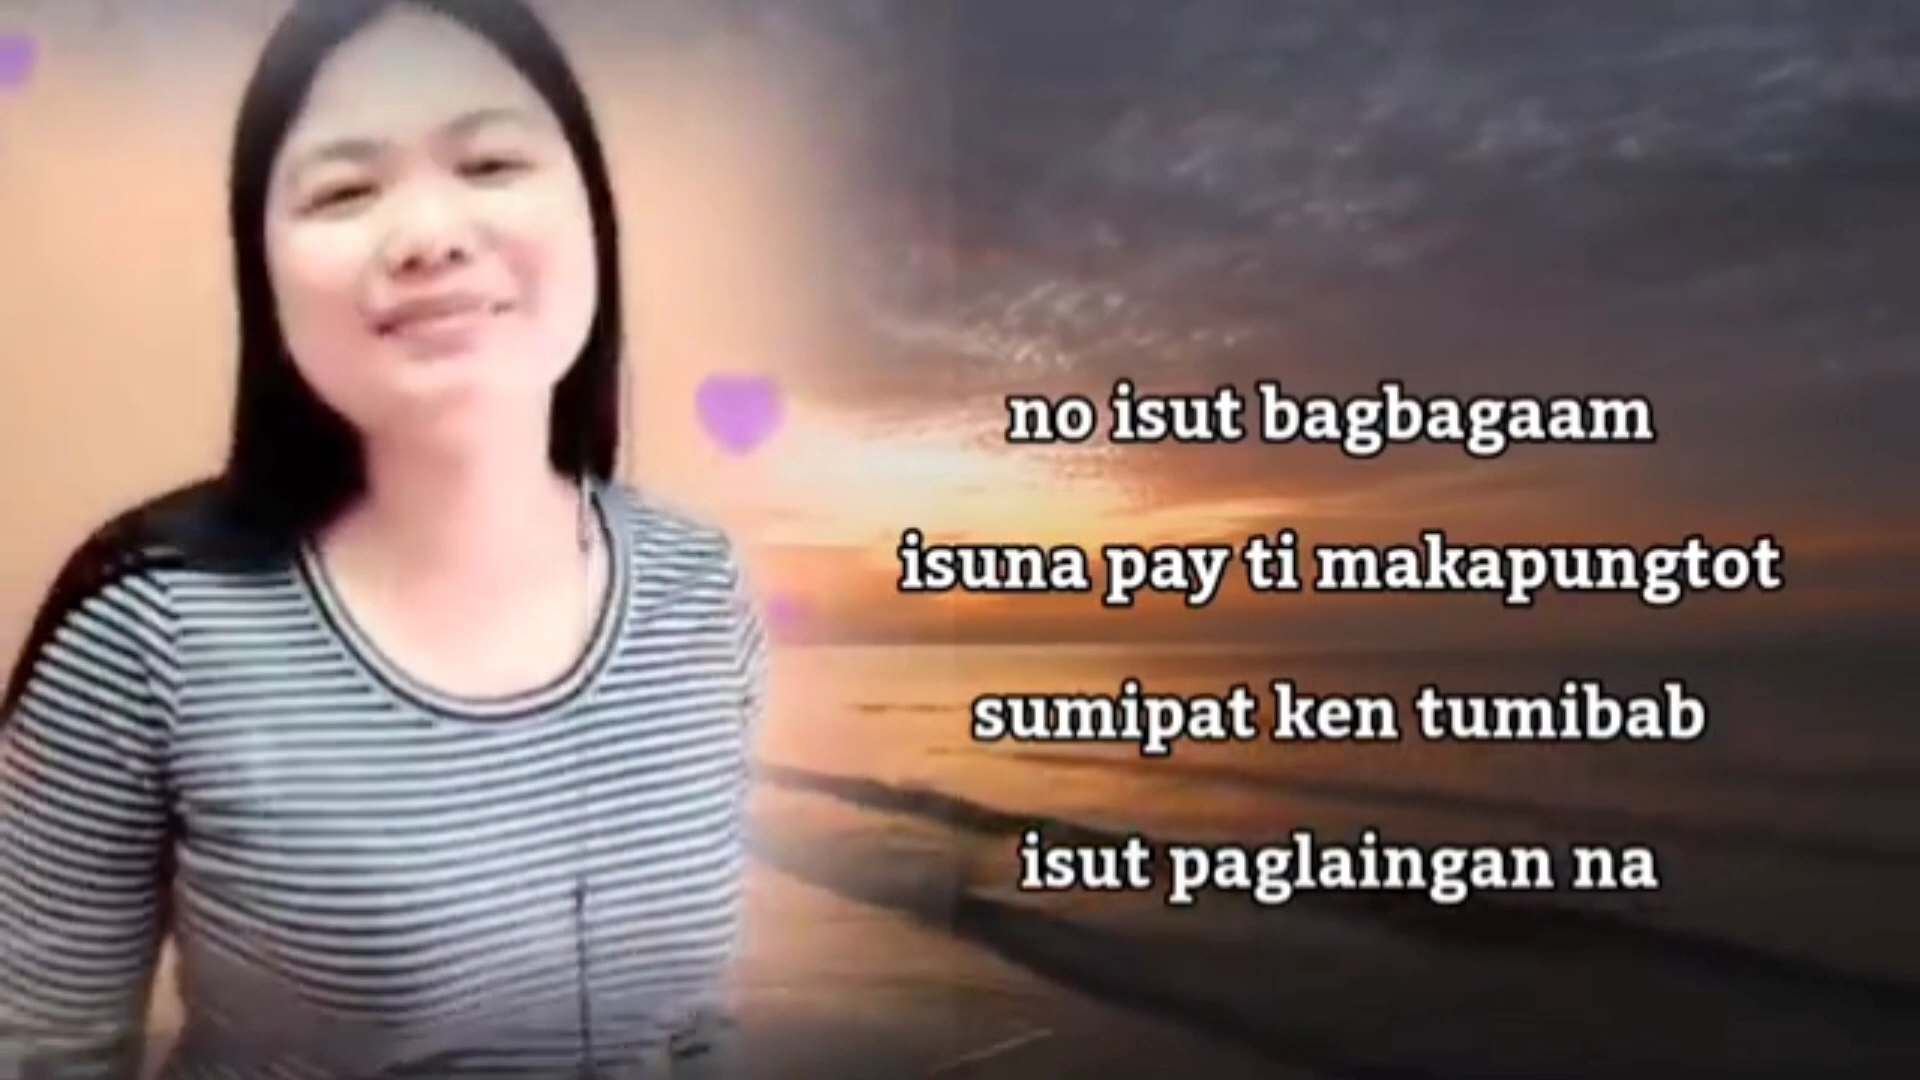 no isut bagbagaam
isuna pay ti makapungtot
sumipat ken tumibab
isut paglaingan na